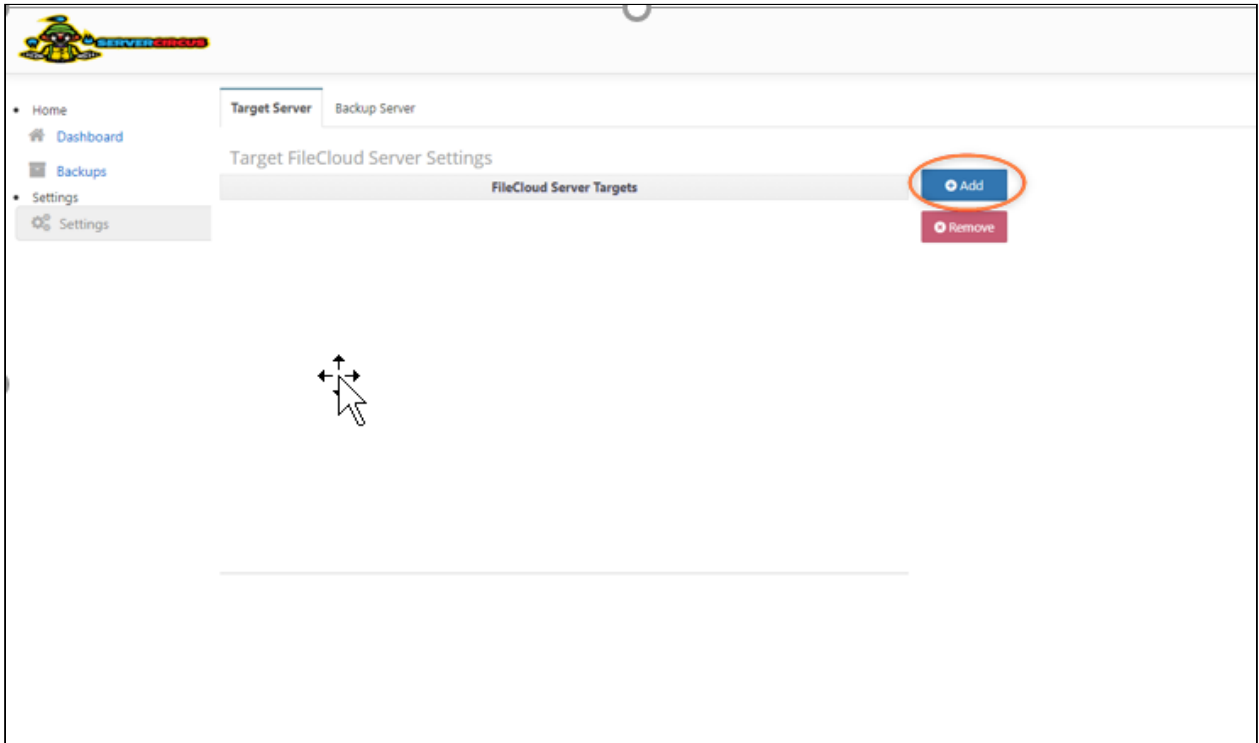 SERVERCIRCUS
Home
Dashboard
Backups
Settings
Settings
Target Server
Backup Server
Target FileCloud Server Settings
FileCloud Server Targets
Add
Remove